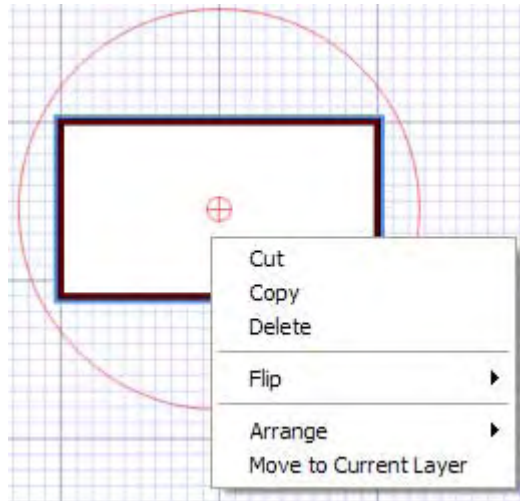 Cut
Copy
Delete
Flip
Arrange
Move to Current Layer